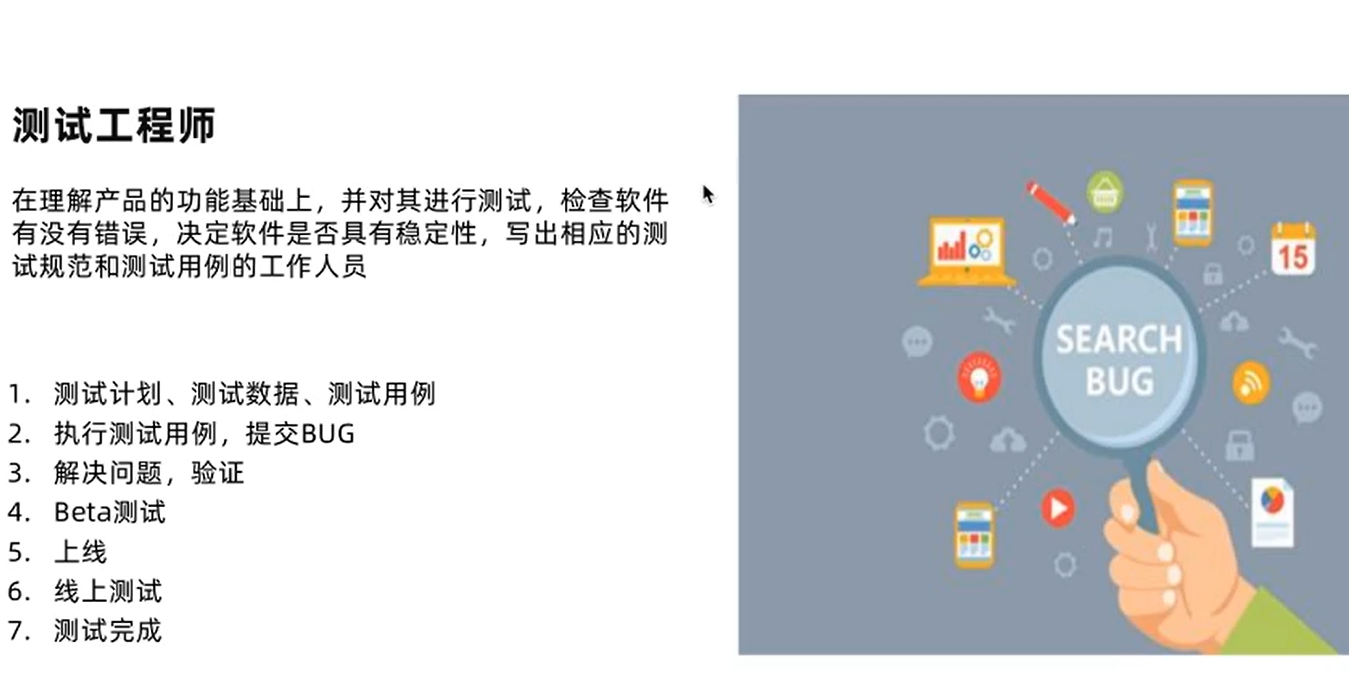 测试工程师
在理解产品的功能基础上，并对其进行测试，检查软件
有没有错误，决定软件是否具有稳定性，写出相应的测
试规范和测试用例的工作人员
1. 测试计划、测试数据、测试用例
2. 执行测试用例，提交BUG
3. 解决问题，验证
4. Beta测试
5. 上线
6. 线上测试
7. 测试完成
15
SEARCH
BUG